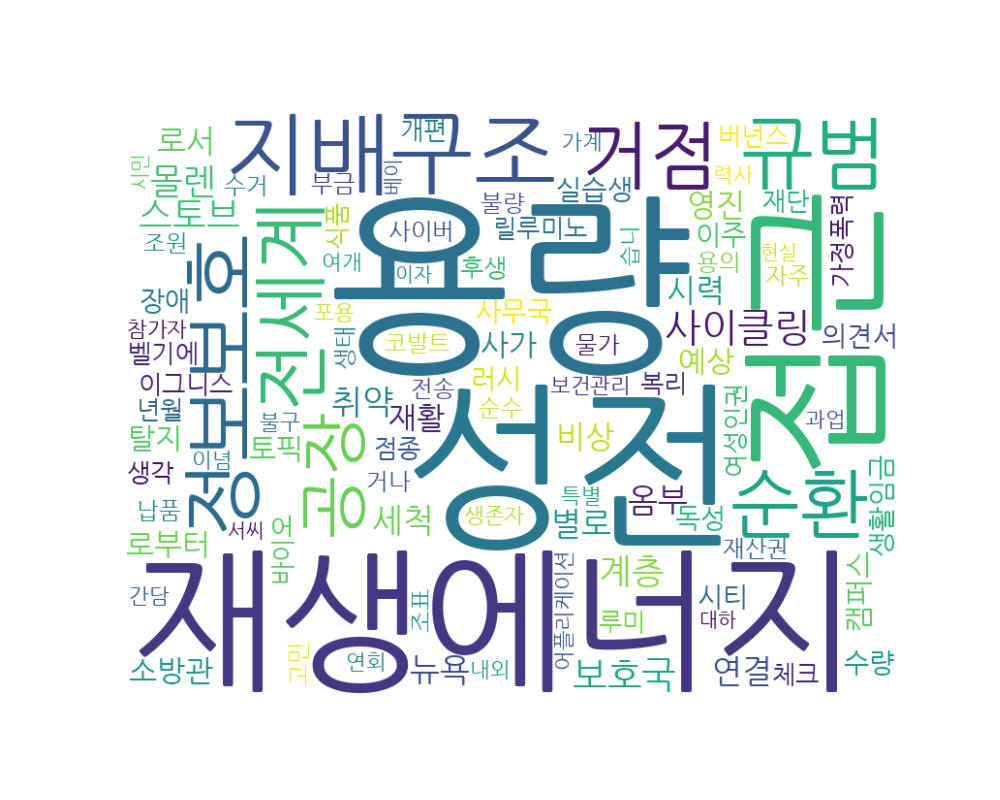 지배구조
개편
거점
가계
버넌스
규범
로서
시민
수거
부금
베이
력사
몰렌
불량
실습생
영진
재단
가정폭력
스토브
전세계
식품
용량
사이버
릴루미노
습니
이주
현실
접근
조원
정보보호
여개
이자
후생
용의
자주
장애
포용
시력
참가자
생태
코발트
사무국
사가
물가
사이클링
의견서
벨기에
예상
이그니스
공장
전송
러시
보건관리
복리
년월
불구
취약
재활
순수
성전
여성인권
과업
탈지
토픽
점종
비상
생각
이념
거나
특별
옴부
순환
생활임금
납품
서씨
바이어
세척
생존자
별로
독성
로부터
재산권
재생에너지
간담
조표
어플리케이션
계층
시티
캠퍼스
루미
대하
소방관
고민
연회
뉴욕
내외
보호국
연결
체크
수량